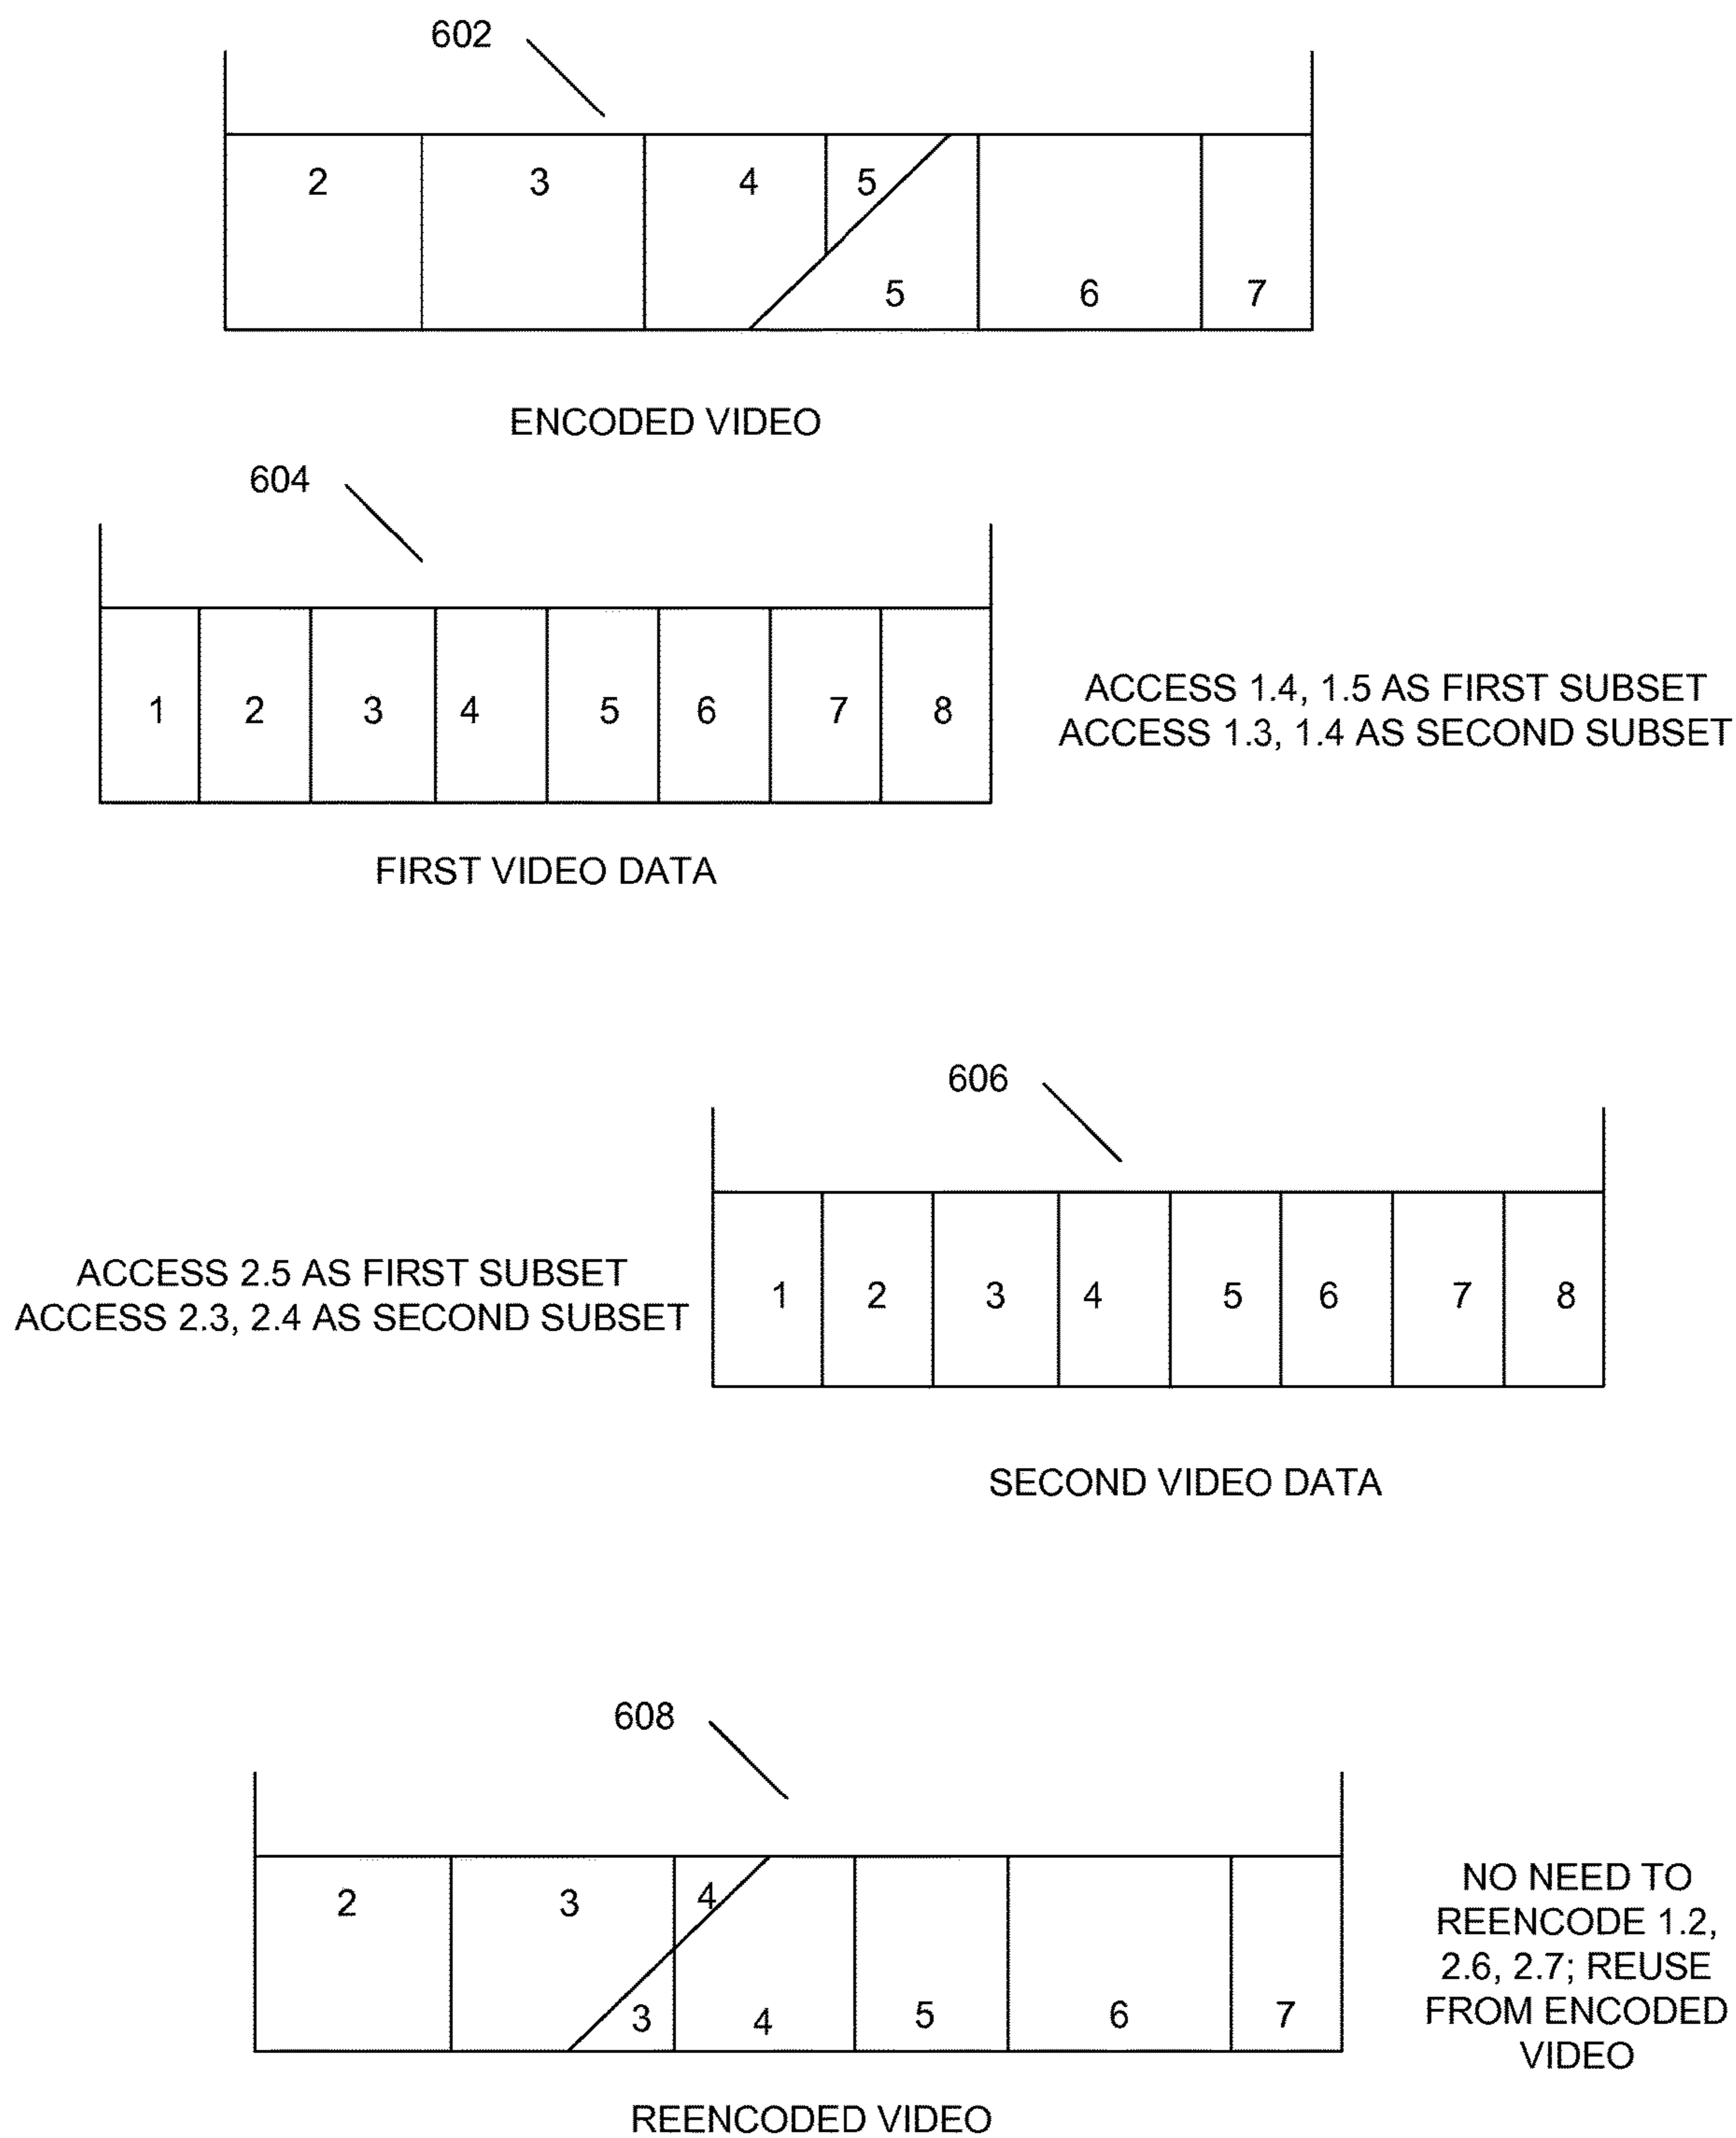 602
2 3 4 5
5 6 7
ENCODED VIDEO
604
1 2 3 4 5 6 7 8
ACCESS 1.4, 1.5 AS FIRST SUBSET
ACCESS 1.3, 1.4 AS SECOND SUBSET
FIRST VIDEO DATA
606
ACCESS 2.5 AS FIRST SUBSET
ACCESS 2.3, 2.4 AS SECOND SUBSET
1 2 3 4 5 6 7 8
SECOND VIDEO DATA
608
2 3 4
3 4 5 6 7
NO NEED TO
REENCODE 1.2,
2.6, 2.7; REUSE
FROM ENCODED
VIDEO
REENCODED VIDEO